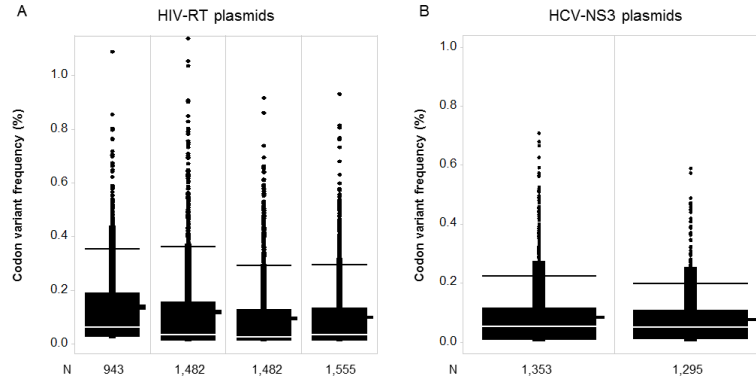 A HIV-RT plasmids
Codon variant frequency (%)
1.0
0.8
0.6
0.4
0.2
0.0
N 943 1,482 1,482 1,555
B HCV-NS3 plasmids
Codon variant frequency (%)
1.0
0.8
0.6
0.4
0.2
0.0
N 1,353 1,295